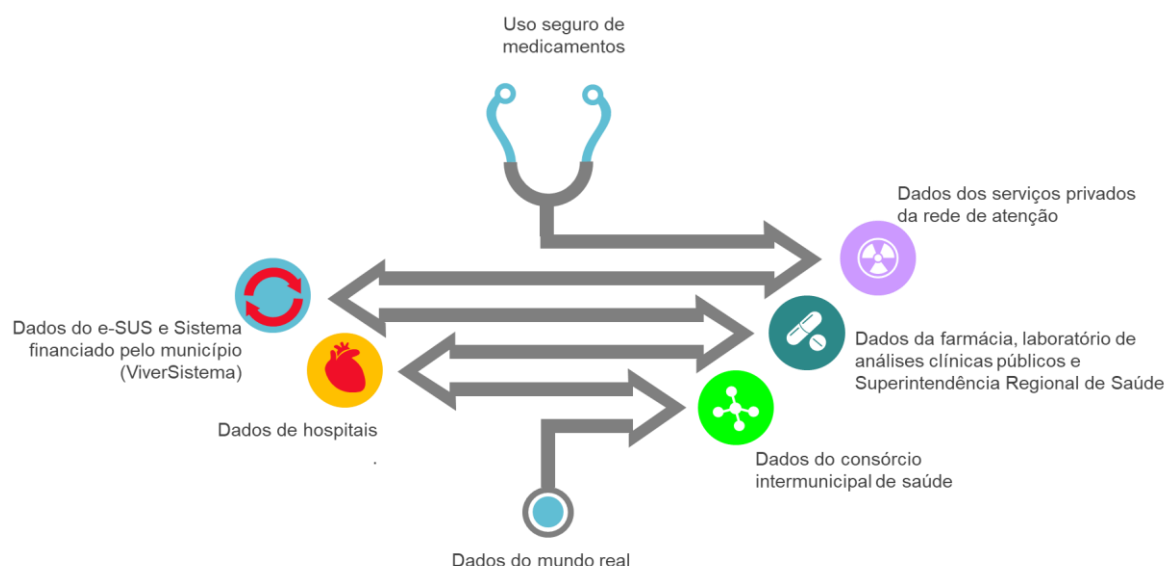 Uso seguro de
medicamentos
Dados dos serviços privados
da rede de atenção
Dados do e-SUS e Sistema
financiado pelo município
(ViverSistema)
Dados da farmácia, laboratório de
análises clínicas públicos e
Superintendência Regional de Saúde
Dados de hospitais
.
Dados do consórcio
intermunicipal de saúde
Dados do mundo real